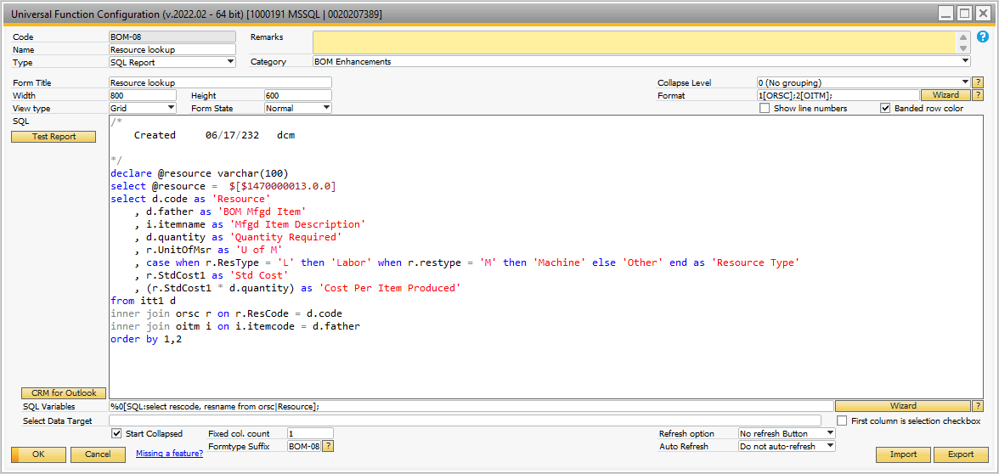 Universal Function Configuration (v.2022.02 - 64 bit) [1000191 MSSQL | 0020207389]
Code BOM-08 Remarks
Name Resource lookup
Type SQL Report Category BOM Enhancements
Form Title Resource lookup Collapse Level 0 (No grouping) ?
Width 800 Height 600 Format 1[ORSC];2[OITM]; Wizard ?
View type Grid Form State Normal Show line numbers Banded row color
SQL
Test Report
/*
Created 06/17/232 dcm
*/
declare @resource varchar(100)
select @resource = $[$1470000013.0.0]
select d.code as 'Resource'
, d.father as 'BOM Mfgd Item'
, i.itemname as 'Mfgd Item Description'
, d.quantity as 'Quantity Required'
, r.UnitOfMsr as 'U of M'
, case when r.ResType = 'L' then 'Labor' when r.restype = 'M' then 'Machine' else 'Other' end as 'Resource Type'
, r.StdCost1 as 'Std Cost'
, (r.StdCost1 * d.quantity) as 'Cost Per Item Produced'
from itt1 d
inner join orsc r on r.ResCode = d.code
inner join oitm i on i.itemcode = d.father
order by 1,2
CRM for Outlook
SQL Variables %0[SQL:select rescode, resname from orsc|Resource]; Wizard ?
Select Data Target First column is selection checkbox
Start Collapsed Fixed col. count 1 Refresh option No refresh Button
Formtype Suffix BOM-08 ? Auto Refresh Do not auto-refresh
OK Cancel Missing a feature? Import Export